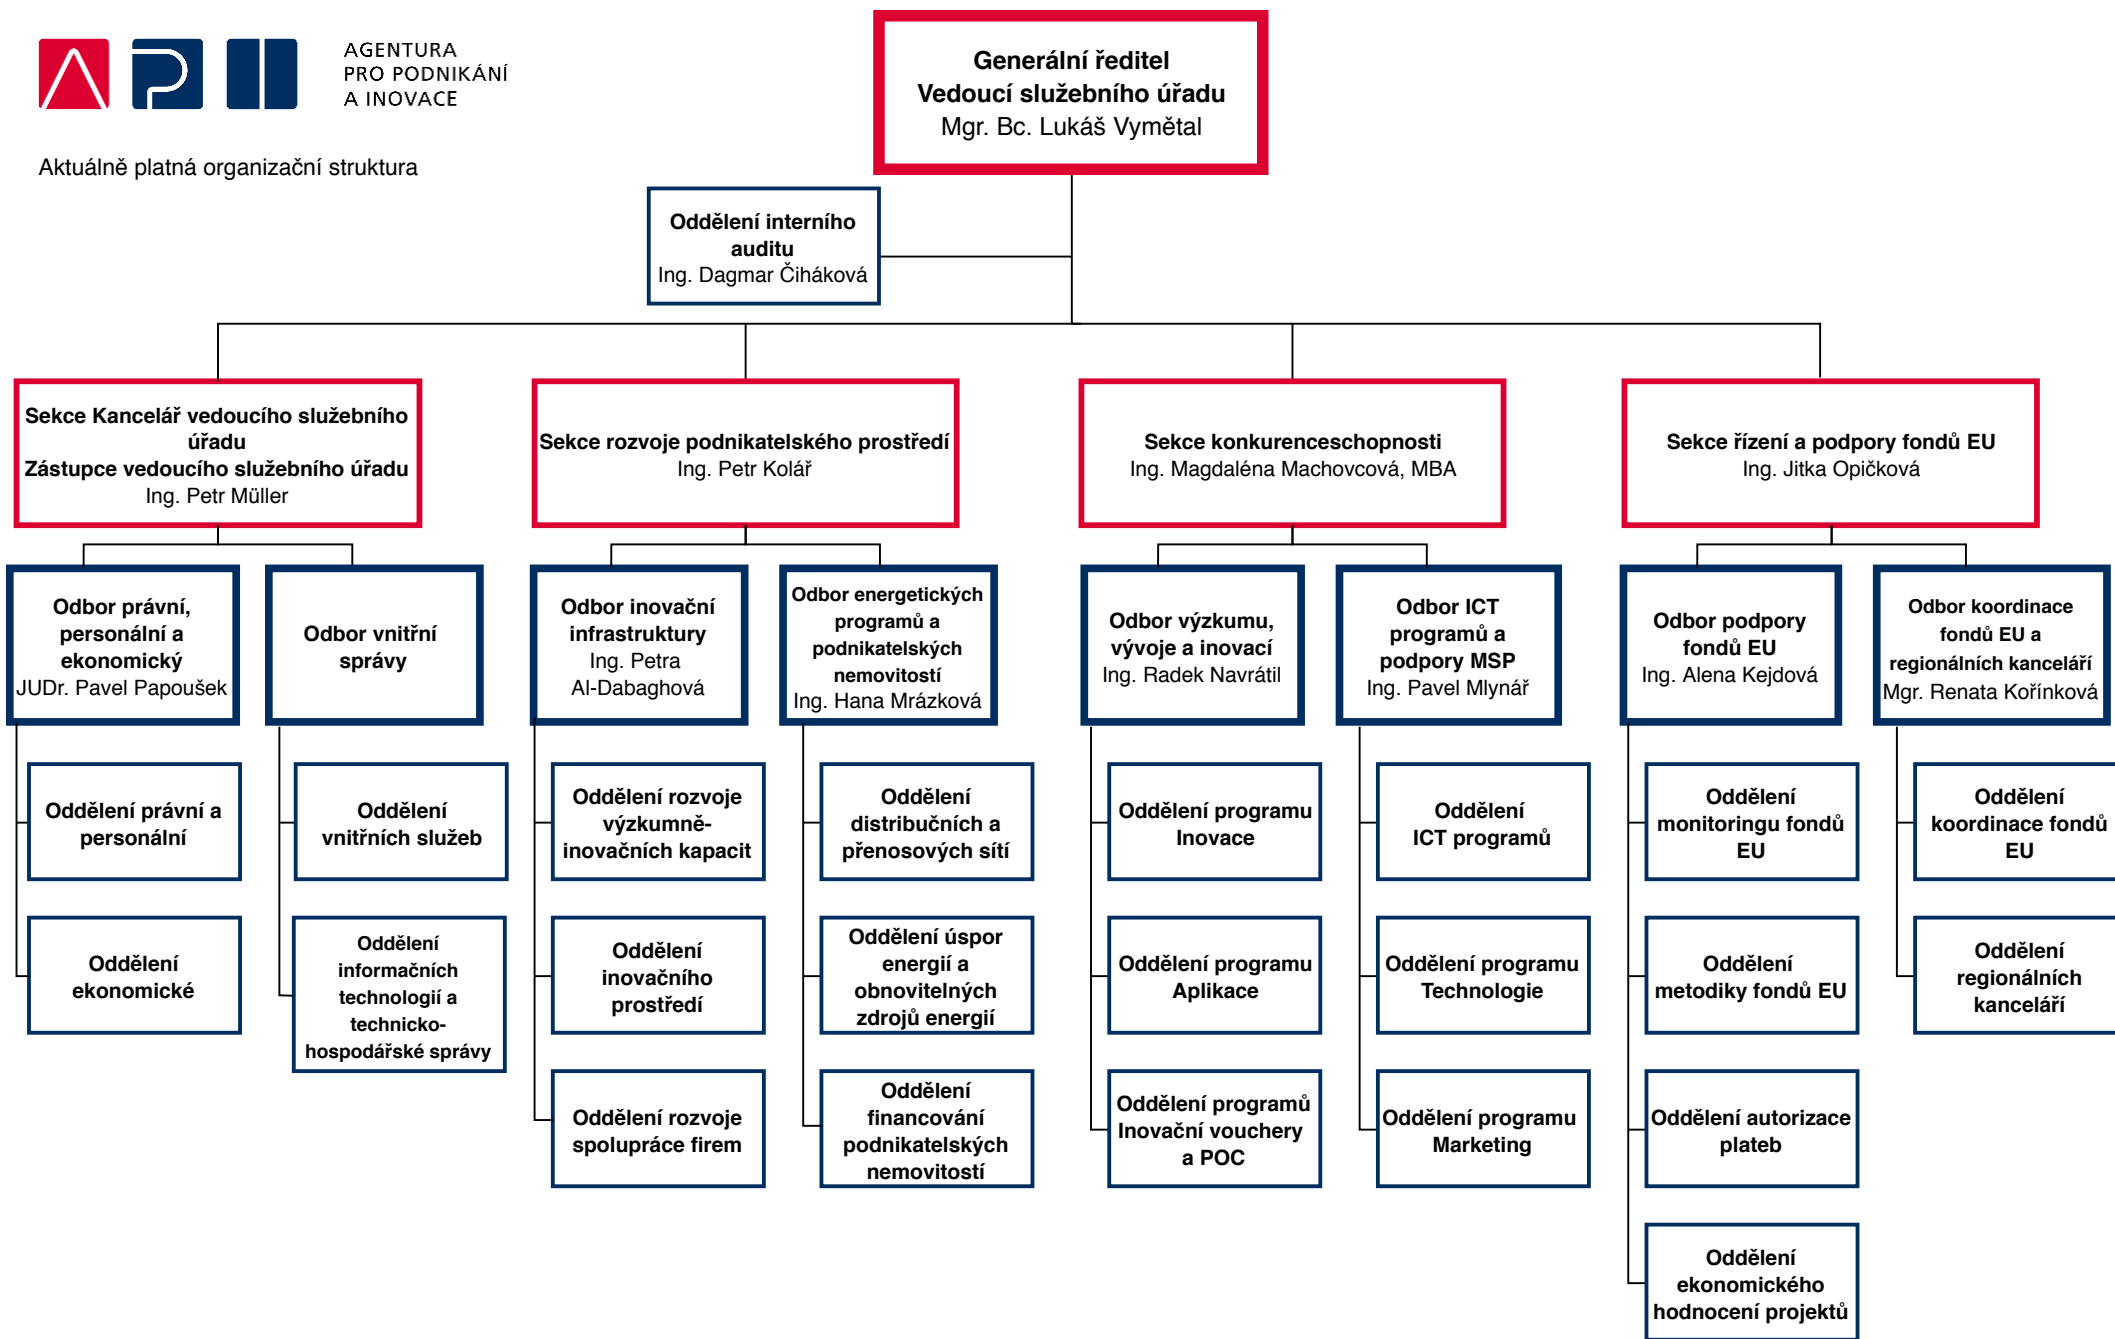 AGENTURA
PRO PODNIKÁNÍ
A INOVACE
Aktuálně platná organizační struktura
Generální ředitel
Vedoucí služebního úřadu
Mgr. Bc. Lukáš Vymětal
Oddělení interního
auditu
Ing. Dagmar Čiháková
Sekce Kancelář vedoucího služebního
úřadu
Zástupce vedoucího služebního úřadu
Ing. Petr Müller
Sekce rozvoje podnikatelského prostředí
Ing. Petr Kolář
Sekce konkurenceschopnosti
Ing. Magdaléna Machovcová, MBA
Sekce řízení a podpory fondů EU
Ing. Jitka Opičková
Odbor právní,
personální a
ekonomický
JUDr. Pavel Papoušek
Odbor vnitřní
správy
Odbor inovační
infrastruktury
Ing. Petra
Al-Dabaghová
Odbor energetických
programů a
podnikatelských
nemovitostí
Ing. Hana Mrázková
Odbor výzkumu,
vývoje a inovací
Ing. Radek Navrátil
Odbor ICT
programů a
podpory MSP
Ing. Pavel Mlynář
Odbor podpory
fondů EU
Ing. Alena Kejdová
Odbor koordinace
fondů EU a
regionálních kanceláří
Mgr. Renata Kořínková
Oddělení právní a
personální
Oddělení
vnitřních služeb
Oddělení rozvoje
výzkumně-
inovačních kapacit
Oddělení
distribučních a
přenosových sítí
Oddělení programu
Inovace
Oddělení
ICT programů
Oddělení
monitoringu fondů
EU
Oddělení
koordinace fondů
EU
Oddělení
ekonomické
Oddělení
informačních
technologií a
technicko-
hospodářské správy
Oddělení
inovačního
prostředí
Oddělení úspor
energií a
obnovitelných
zdrojů energií
Oddělení programu
Aplikace
Oddělení programu
Technologie
Oddělení
metodiky fondů EU
Oddělení
regionálních
kanceláří
Oddělení rozvoje
spolupráce firem
Oddělení
financování
podnikatelských
nemovitostí
Oddělení programů
Inovační vouchery
a POC
Oddělení programu
Marketing
Oddělení autorizace
plateb
Oddělení
ekonomického
hodnocení projektů